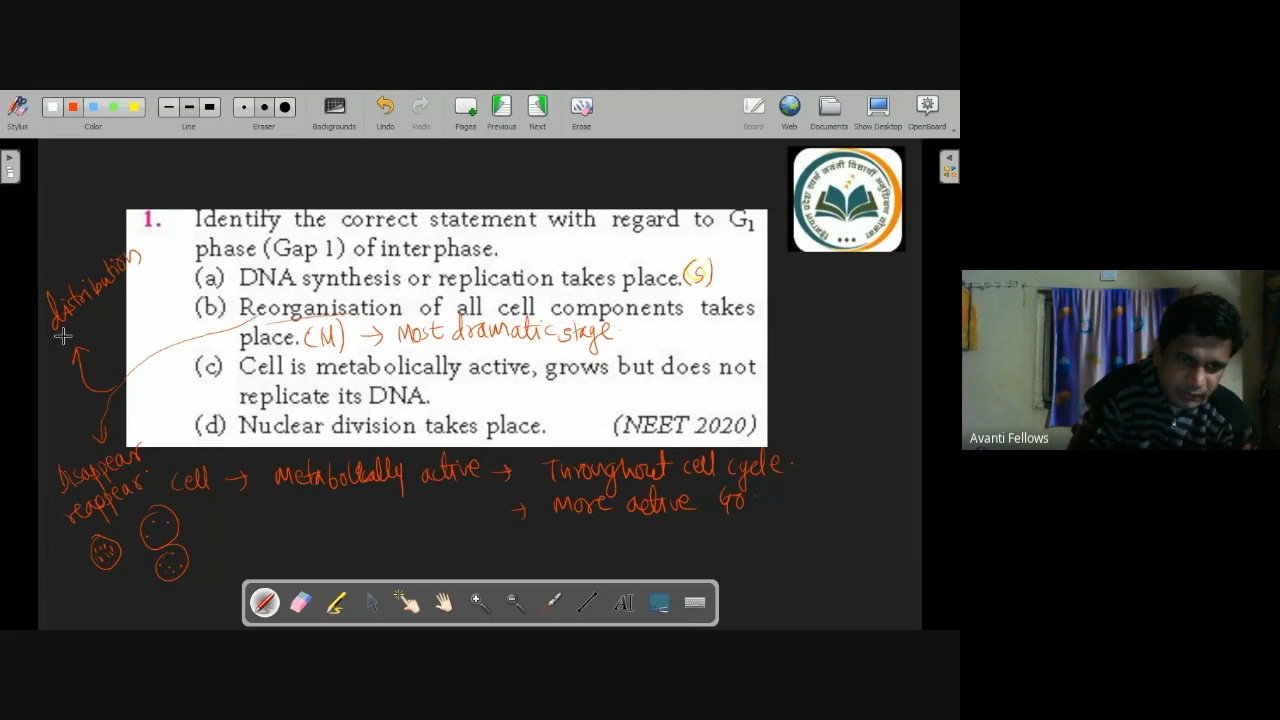 Stylus
Color
Line
Eraser
Backgrounds
Undo
Redo
Pages
Previous
Next
Erase
Board
Web
Documents
Show Desktop
OpenBoard
1. Identify the correct statement with regard to G₁
phase (Gap 1) of interphase.
(a) DNA synthesis or replication takes place. (S)
(b) Reorganisation of all cell components takes
place. (M) → Most dramatic stage.
(c) Cell is metabolically active, grows but does not
replicate its DNA.
(d) Nuclear division takes place. (NEET 2020)
distribution
Disappear
reappear.
cell → metabolically active → Throughout cell cycle.
→ more active G0
AI
Avanti Fellows